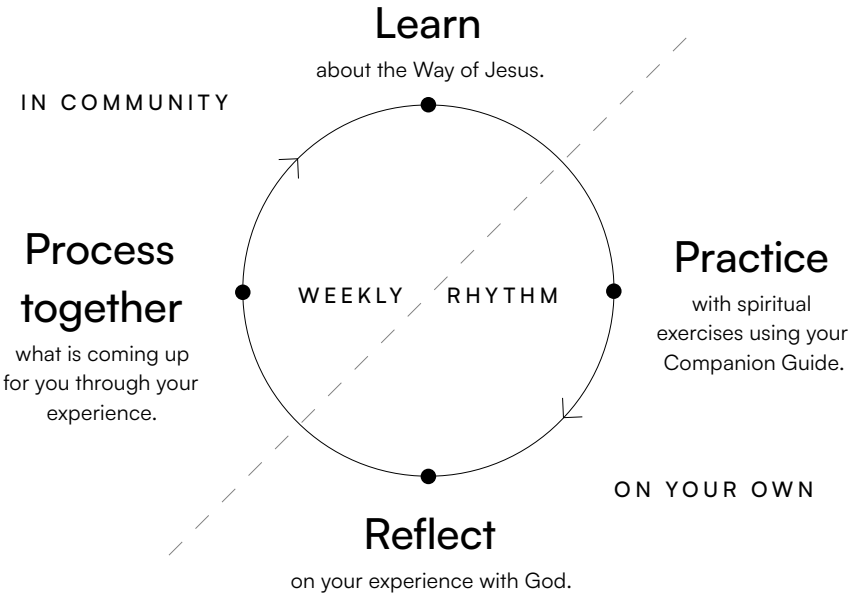 Learn
about the Way of Jesus.
IN COMMUNITY
Process
together
what is coming up
for you through your
experience.
WEEKLY RHYTHM
Practice
with spiritual
exercises using your
Companion Guide.
ON YOUR OWN
Reflect
on your experience with God.